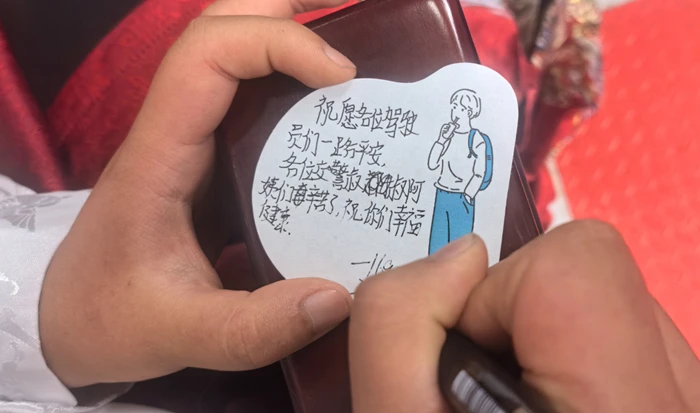 祝愿各位驾驶
员们一路平安.
各位交警叔叔阿
姨们辛苦了,祝你们幸福
健康.